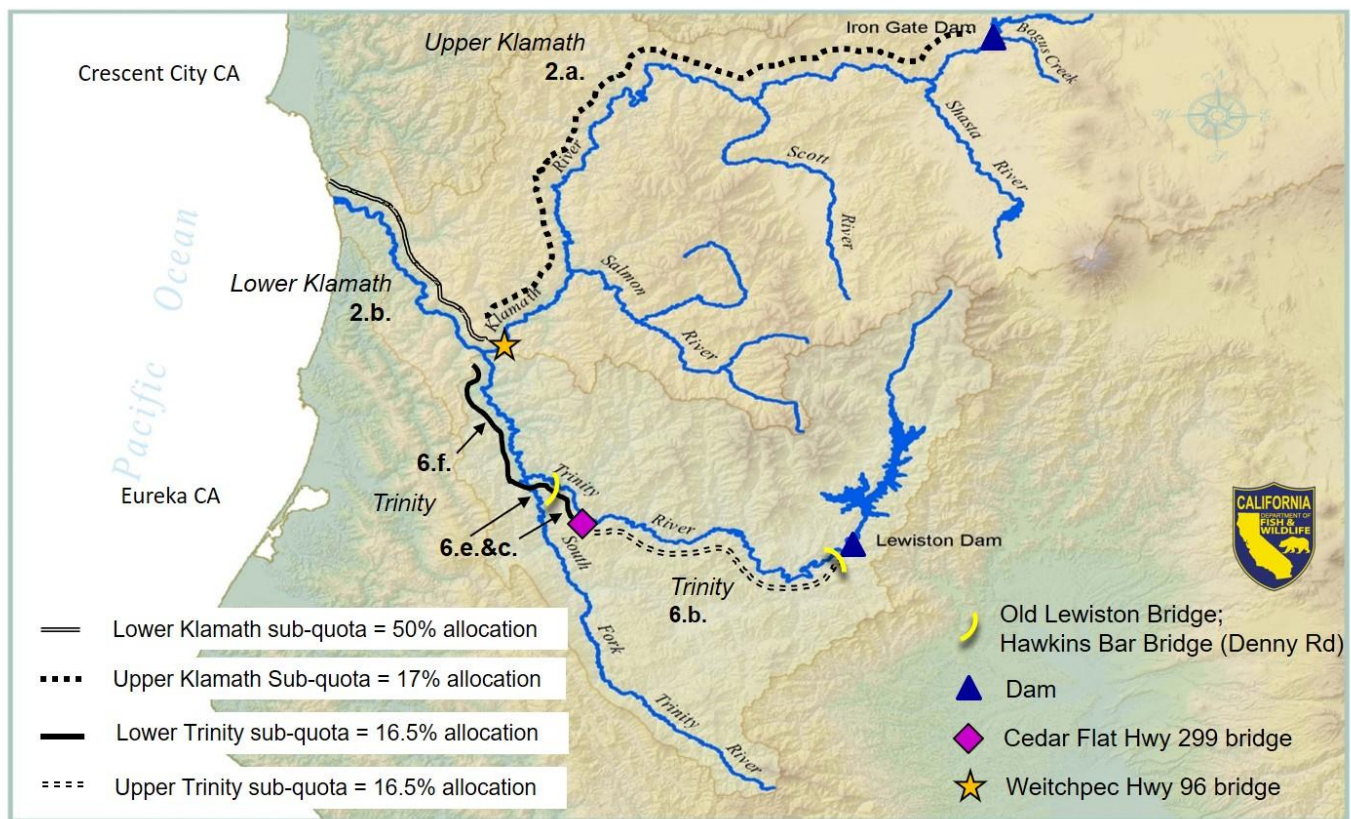 Iron Gate Dam
Bogus Creek
Upper Klamath
2.a.
Crescent City CA
Shasta
River
River
Scott
River
Pacific Ocean
Lower Klamath
2.b.
Klamath
Salmon
River
6.f.
Trinity
Trinity
River
Eureka CA
6.e.&c.
South
Fork
Trinity
River
Lewiston Dam
Trinity
6.b.
CALIFORNIA
DEPARTMENT OF
FISH &
WILDLIFE
Lower Klamath sub-quota = 50% allocation
Upper Klamath Sub-quota = 17% allocation
Lower Trinity sub-quota = 16.5% allocation
Upper Trinity sub-quota = 16.5% allocation
Old Lewiston Bridge;
Hawkins Bar Bridge (Denny Rd)
Dam
Cedar Flat Hwy 299 bridge
Weitchpec Hwy 96 bridge